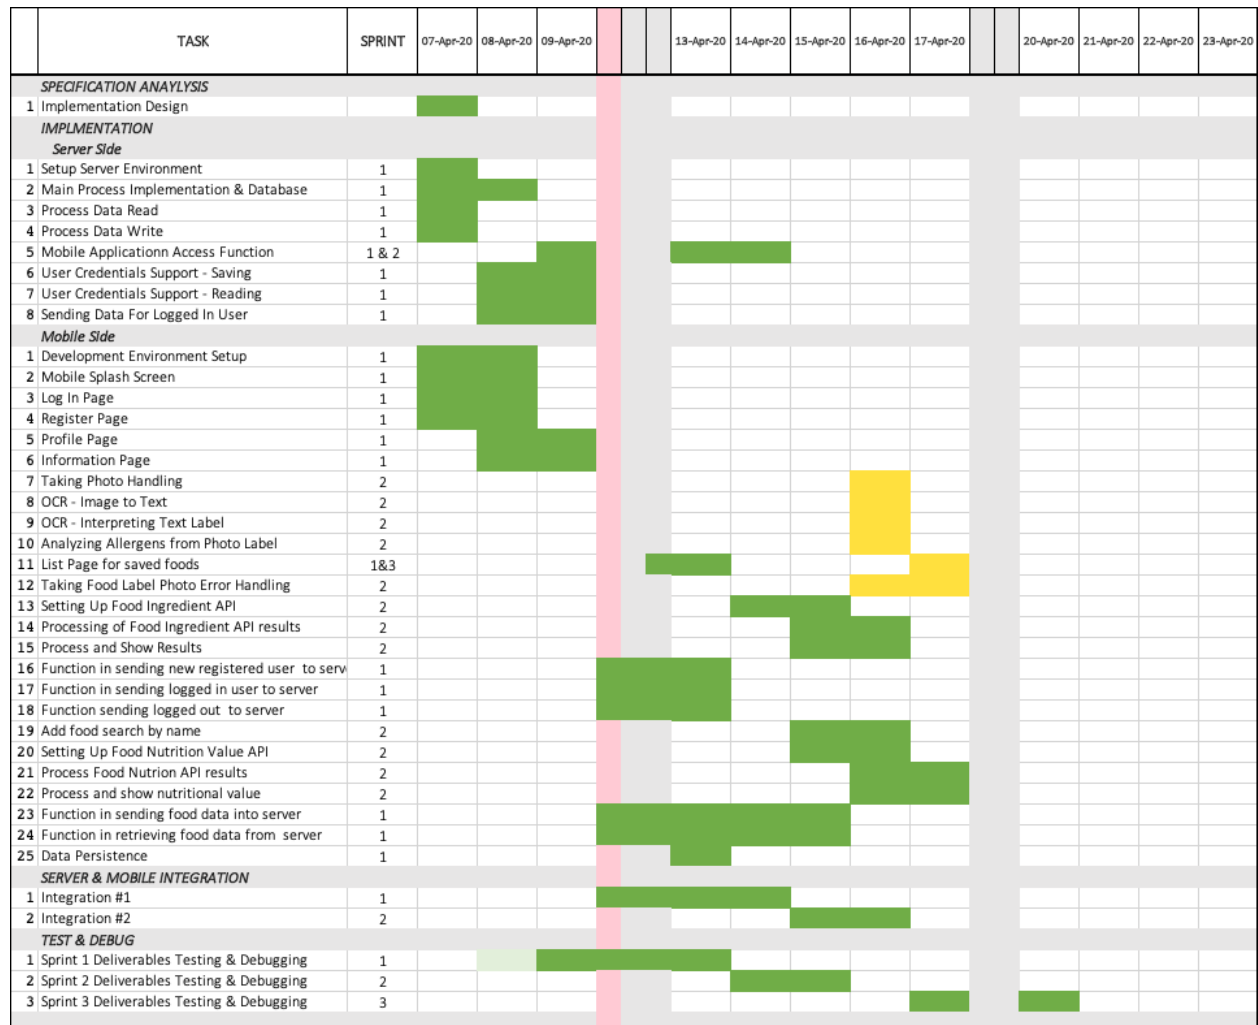 TASK SPRINT 07-Apr-20 08-Apr-20 09-Apr-20 13-Apr-20 14-Apr-20 15-Apr-20 16-Apr-20 17-Apr-20 20-Apr-20 21-Apr-20 22-Apr-20 23-Apr-20
SPECIFICATION ANAYLYSIS
1 Implementation Design
IMPLMENTATION
Server Side
1 Setup Server Environment 1
2 Main Process Implementation & Database 1
3 Process Data Read 1
4 Process Data Write 1
5 Mobile Applicationn Access Function 1 & 2
6 User Credentials Support - Saving 1
7 User Credentials Support - Reading 1
8 Sending Data For Logged In User 1
Mobile Side
1 Development Environment Setup 1
2 Mobile Splash Screen 1
3 Log In Page 1
4 Register Page 1
5 Profile Page 1
6 Information Page 1
7 Taking Photo Handling 2
8 OCR - Image to Text 2
9 OCR - Interpreting Text Label 2
10 Analyzing Allergens from Photo Label 2
11 List Page for saved foods 1&3
12 Taking Food Label Photo Error Handling 2
13 Setting Up Food Ingredient API 2
14 Processing of Food Ingredient API results 2
15 Process and Show Results 2
16 Function in sending new registered user to serv 1
17 Function in sending logged in user to server 1
18 Function sending logged out to server 1
19 Add food search by name 2
20 Setting Up Food Nutrition Value API 2
21 Process Food Nutrion API results 2
22 Process and show nutritional value 2
23 Function in sending food data into server 1
24 Function in retrieving food data from server 1
25 Data Persistence 1
SERVER & MOBILE INTEGRATION
1 Integration #1 1
2 Integration #2 2
TEST & DEBUG
1 Sprint 1 Deliverables Testing & Debugging 1
2 Sprint 2 Deliverables Testing & Debugging 2
3 Sprint 3 Deliverables Testing & Debugging 3